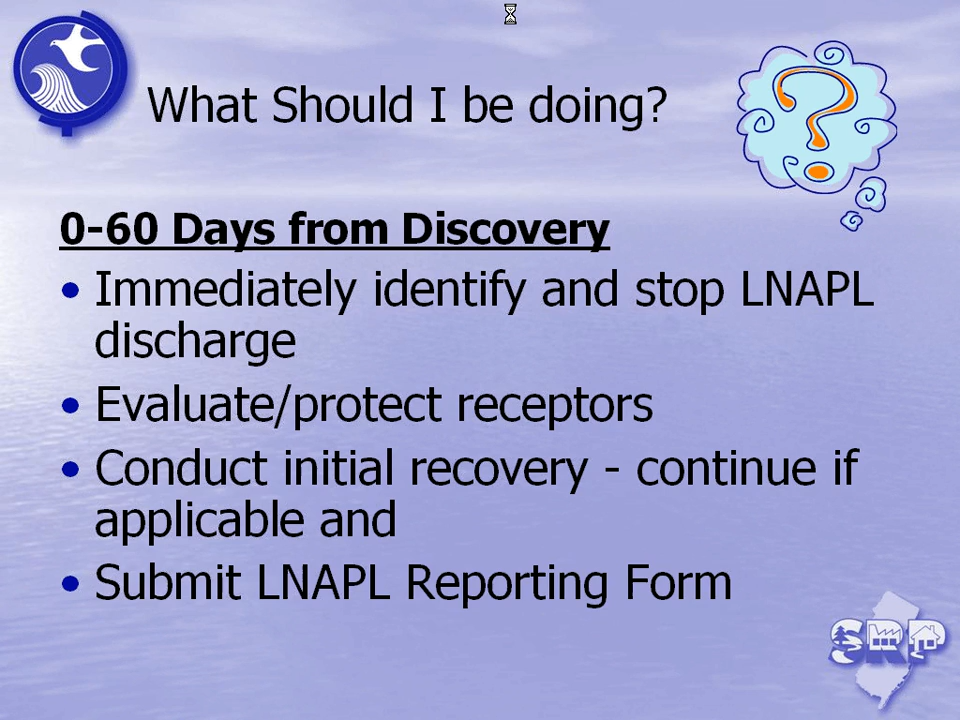 What Should I be doing?
0-60 Days from Discovery
• Immediately identify and stop LNAPL
discharge
• Evaluate/protect receptors
• Conduct initial recovery - continue if
applicable and
• Submit LNAPL Reporting Form
SRP